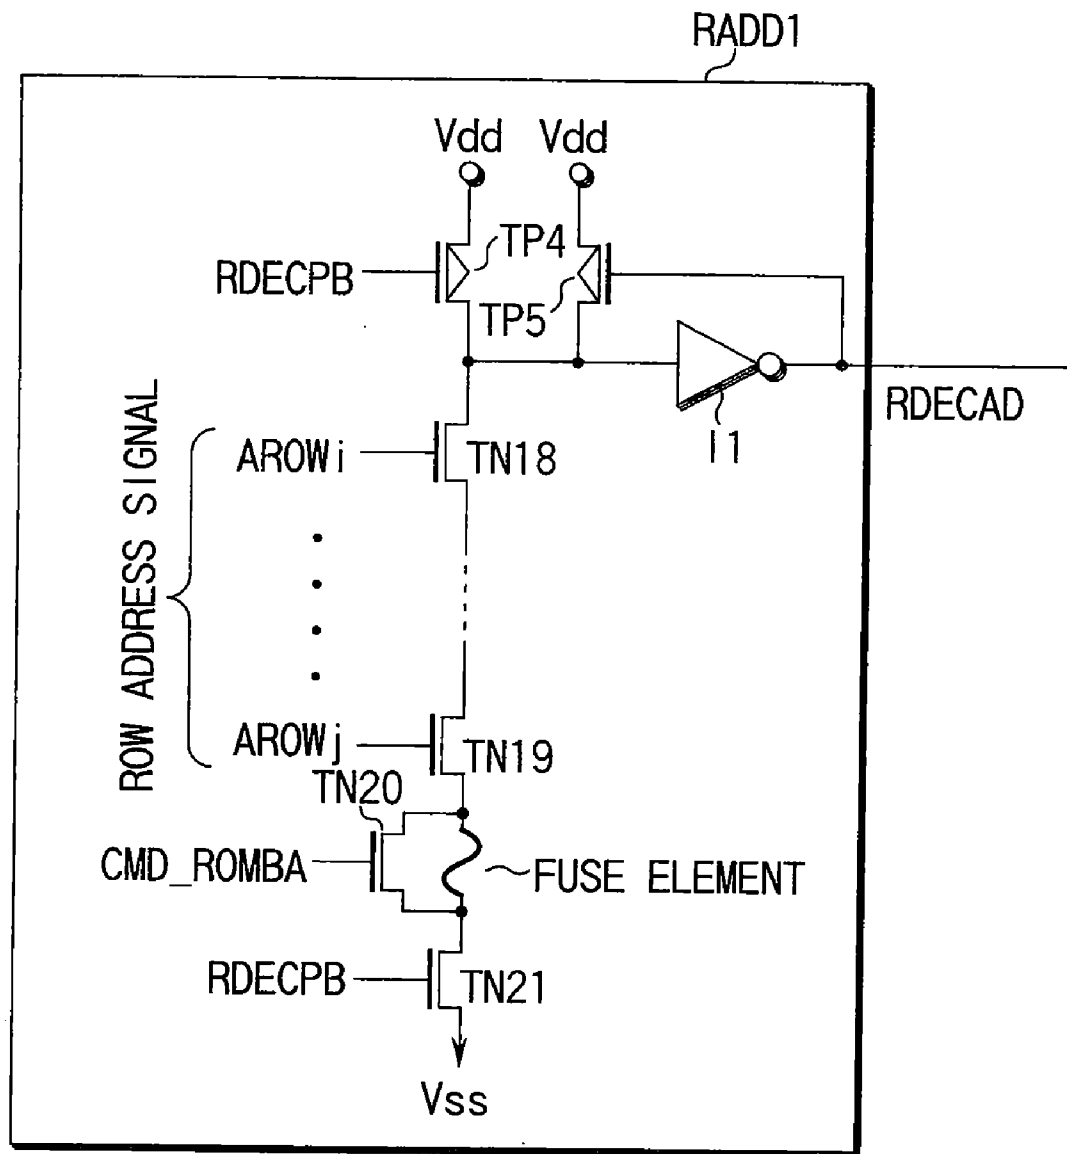 RADD1
Vdd Vdd
RDECPB
TP4
TP5
I1
RDECAD
ROW ADDRESS SIGNAL
AROWi
TN18
AROWj
TN19
TN20
CMD_ROMBA
FUSE ELEMENT
RDECPB
TN21
Vss